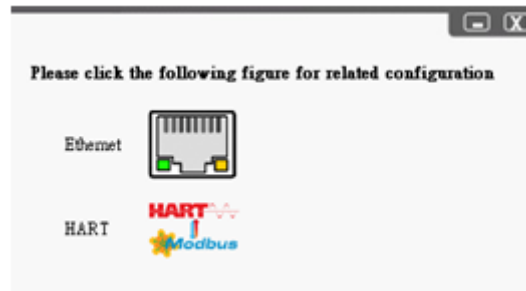 Please click the following figure for related configuration
Ethernet
HART
HART
Modbus